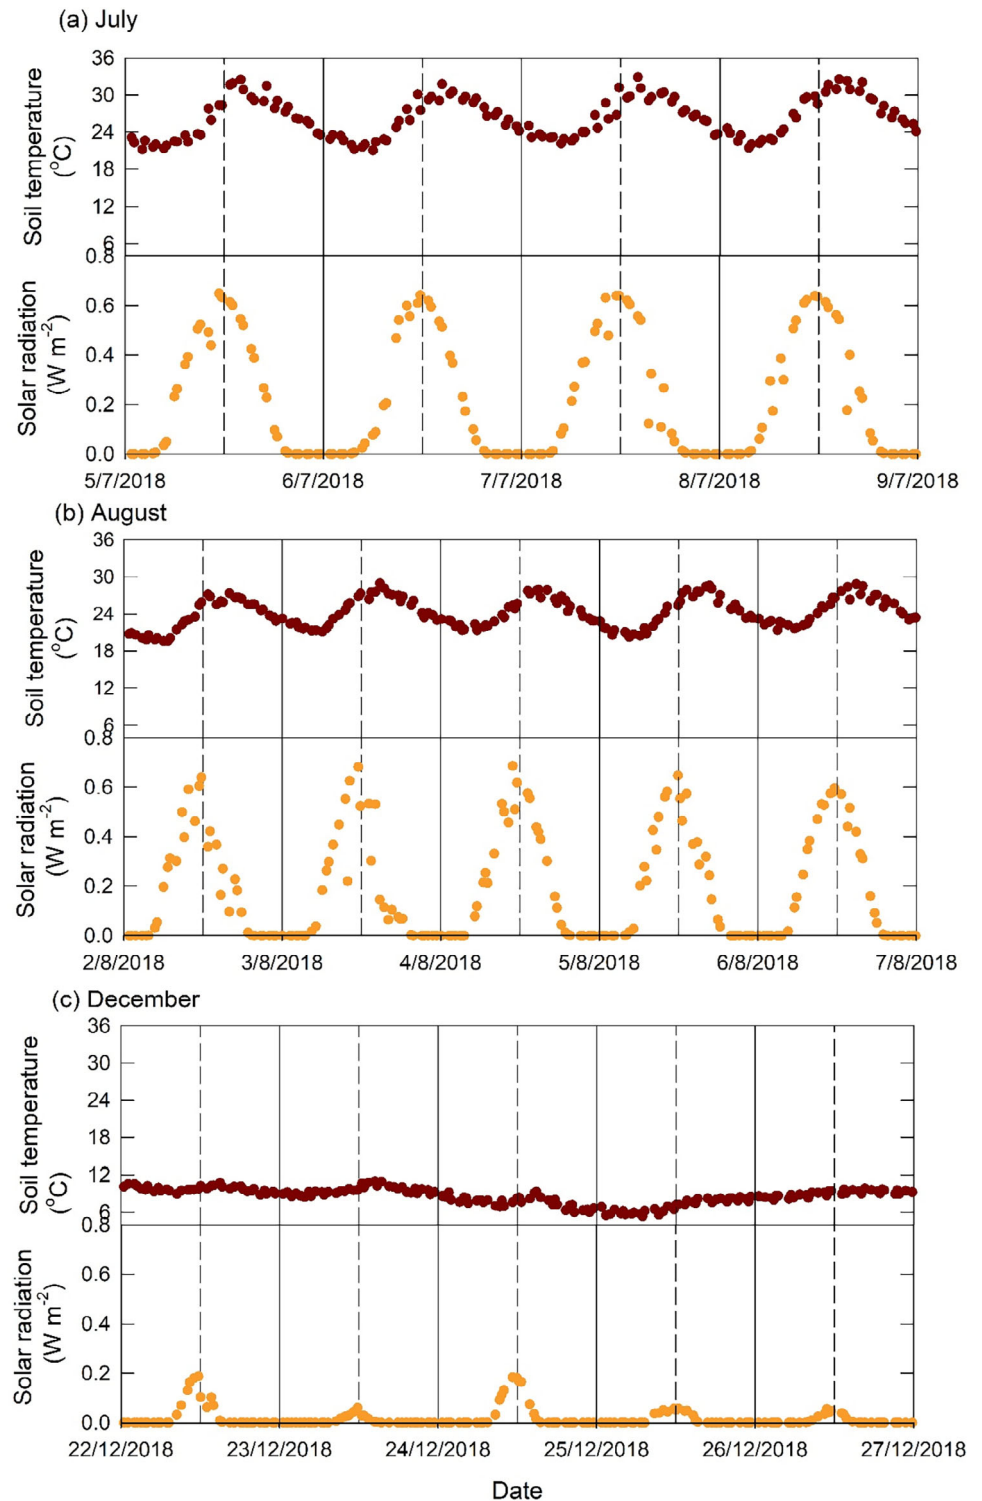 (a) July
Soil temperature
(°C)
36
30
24
18
12
6
0.8
Solar radiation
(W m-2)
0.6
0.4
0.2
0.0
5/7/2018 6/7/2018 7/7/2018 8/7/2018 9/7/2018
(b) August
Soil temperature
(°C)
36
30
24
18
12
6
0.8
Solar radiation
(W m-2)
0.6
0.4
0.2
0.0
2/8/2018 3/8/2018 4/8/2018 5/8/2018 6/8/2018 7/8/2018
(c) December
Soil temperature
(°C)
36
30
24
18
12
6
0.8
Solar radiation
(W m-2)
0.6
0.4
0.2
0.0
22/12/2018 23/12/2018 24/12/2018 25/12/2018 26/12/2018 27/12/2018
Date